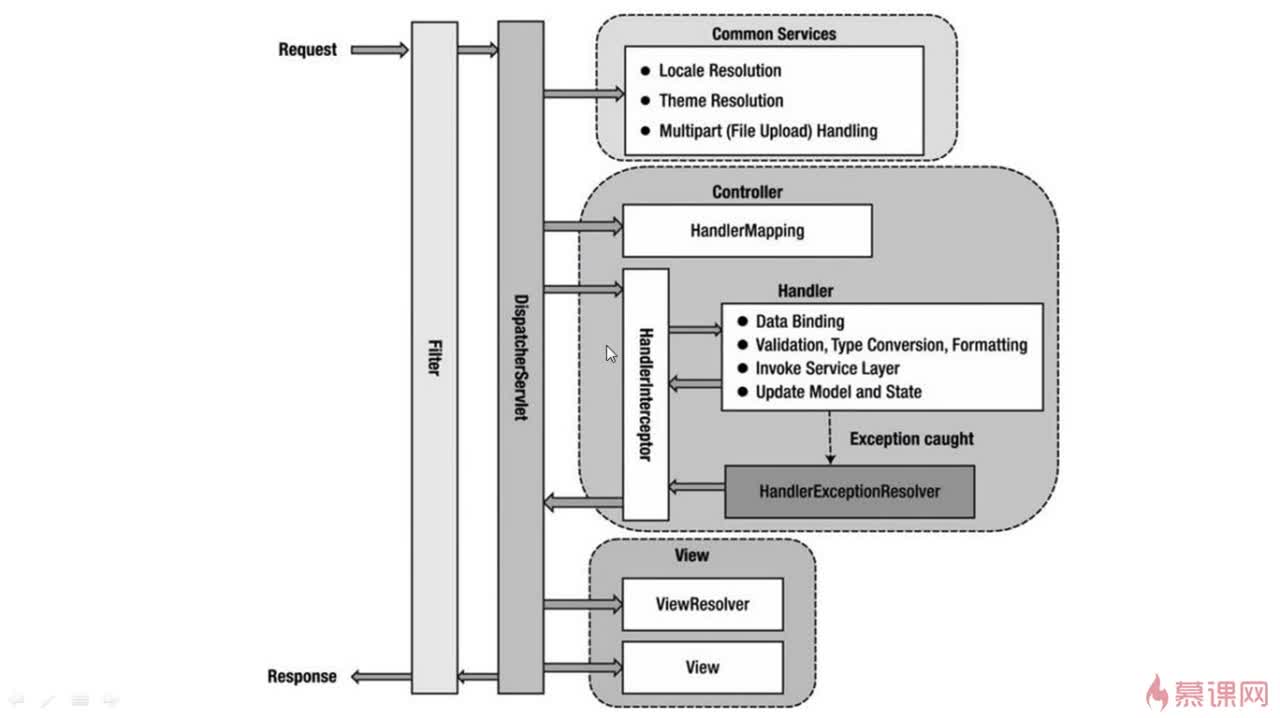 Request
Common Services
● Locale Resolution
● Theme Resolution
● Multipart (File Upload) Handling
Controller
HandlerMapping
Filter
DispatcherServlet
HandlerInterceptor
Handler
● Data Binding
● Validation, Type Conversion, Formatting
● Invoke Service Layer
● Update Model and State
Exception caught
HandlerExceptionResolver
View
ViewResolver
View
Response
慕课网